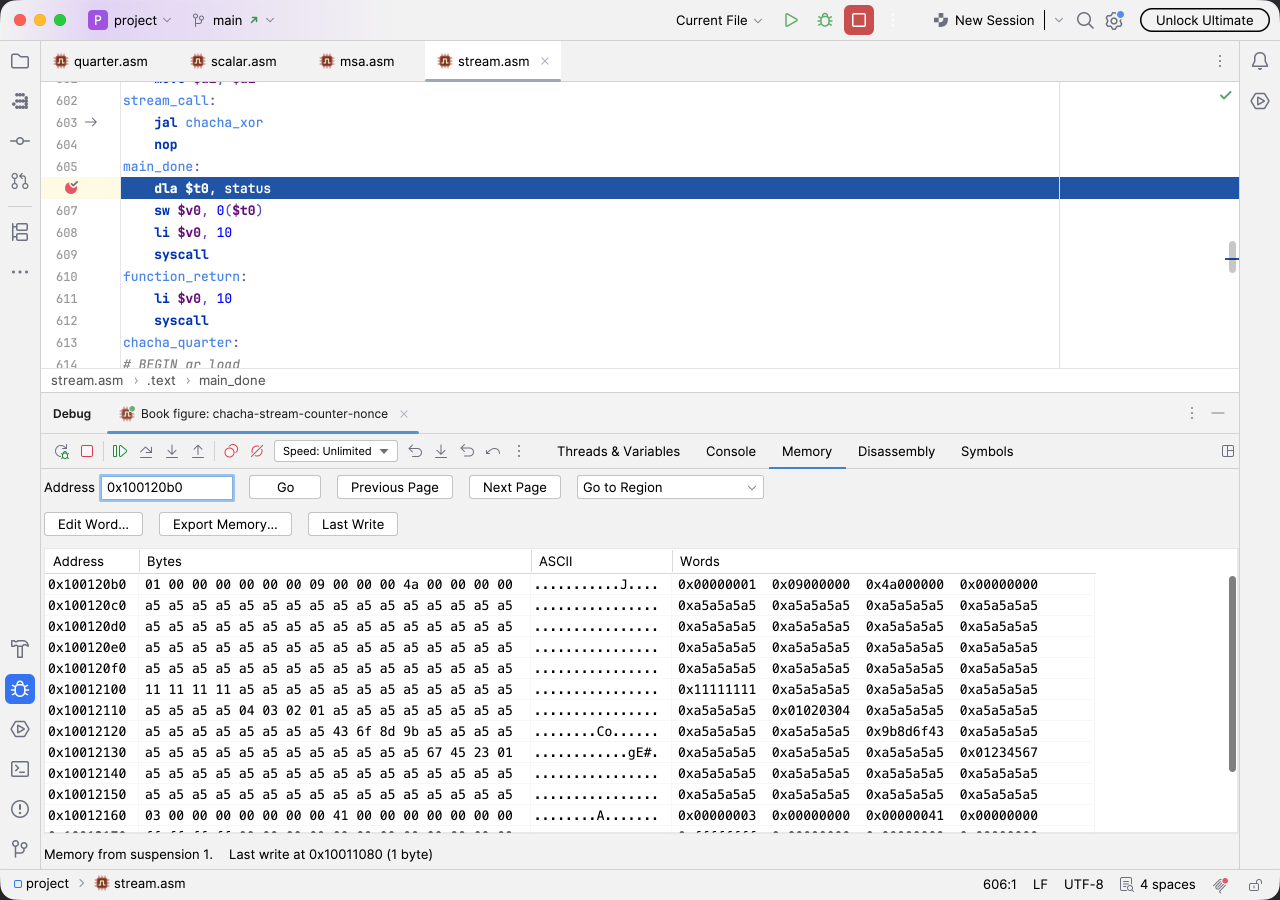 P project main Current File New Session Unlock Ultimate
quarter.asm scalar.asm msa.asm stream.asm
602 stream_call:
603 jal chacha_xor
604 nop
605 main_done:
dla $t0, status
607 sw $v0, 0($t0)
608 li $v0, 10
609 syscall
610 function_return:
611 li $v0, 10
612 syscall
613 chacha_quarter:
614 # BEGIN qr load
stream.asm › .text › main_done
Debug Book figure: chacha-stream-counter-nonce
Speed: Unlimited Threads & Variables Console Memory Disassembly Symbols
Address 0x100120b0 Go Previous Page Next Page Go to Region
Edit Word... Export Memory... Last Write
Address Bytes ASCII Words
0x100120b0 01 00 00 00 00 00 00 09 00 00 00 4a 00 00 00 00 ...........J.... 0x00000001 0x09000000 0x4a000000 0x00000000
0x100120c0 a5 a5 a5 a5 a5 a5 a5 a5 a5 a5 a5 a5 a5 a5 a5 a5 ................ 0xa5a5a5a5 0xa5a5a5a5 0xa5a5a5a5 0xa5a5a5a5
0x100120d0 a5 a5 a5 a5 a5 a5 a5 a5 a5 a5 a5 a5 a5 a5 a5 a5 ................ 0xa5a5a5a5 0xa5a5a5a5 0xa5a5a5a5 0xa5a5a5a5
0x100120e0 a5 a5 a5 a5 a5 a5 a5 a5 a5 a5 a5 a5 a5 a5 a5 a5 ................ 0xa5a5a5a5 0xa5a5a5a5 0xa5a5a5a5 0xa5a5a5a5
0x100120f0 a5 a5 a5 a5 a5 a5 a5 a5 a5 a5 a5 a5 a5 a5 a5 a5 ................ 0xa5a5a5a5 0xa5a5a5a5 0xa5a5a5a5 0xa5a5a5a5
0x10012100 11 11 11 11 a5 a5 a5 a5 a5 a5 a5 a5 a5 a5 a5 a5 ................ 0x11111111 0xa5a5a5a5 0xa5a5a5a5 0xa5a5a5a5
0x10012110 a5 a5 a5 a5 04 03 02 01 a5 a5 a5 a5 a5 a5 a5 a5 ................ 0xa5a5a5a5 0x01020304 0xa5a5a5a5 0xa5a5a5a5
0x10012120 a5 a5 a5 a5 a5 a5 a5 a5 43 6f 8d 9b a5 a5 a5 a5 ........Co...... 0xa5a5a5a5 0xa5a5a5a5 0x9b8d6f43 0xa5a5a5a5
0x10012130 a5 a5 a5 a5 a5 a5 a5 a5 a5 a5 a5 a5 67 45 23 01 ............gE#. 0xa5a5a5a5 0xa5a5a5a5 0xa5a5a5a5 0x01234567
0x10012140 a5 a5 a5 a5 a5 a5 a5 a5 a5 a5 a5 a5 a5 a5 a5 a5 ................ 0xa5a5a5a5 0xa5a5a5a5 0xa5a5a5a5 0xa5a5a5a5
0x10012150 a5 a5 a5 a5 a5 a5 a5 a5 a5 a5 a5 a5 a5 a5 a5 a5 ................ 0xa5a5a5a5 0xa5a5a5a5 0xa5a5a5a5 0xa5a5a5a5
0x10012160 03 00 00 00 00 00 00 00 41 00 00 00 00 00 00 00 ........A....... 0x00000003 0x00000000 0x00000041 0x00000000
Memory from suspension 1. Last write at 0x10011080 (1 byte)
project › stream.asm 606:1 LF UTF-8 4 spaces